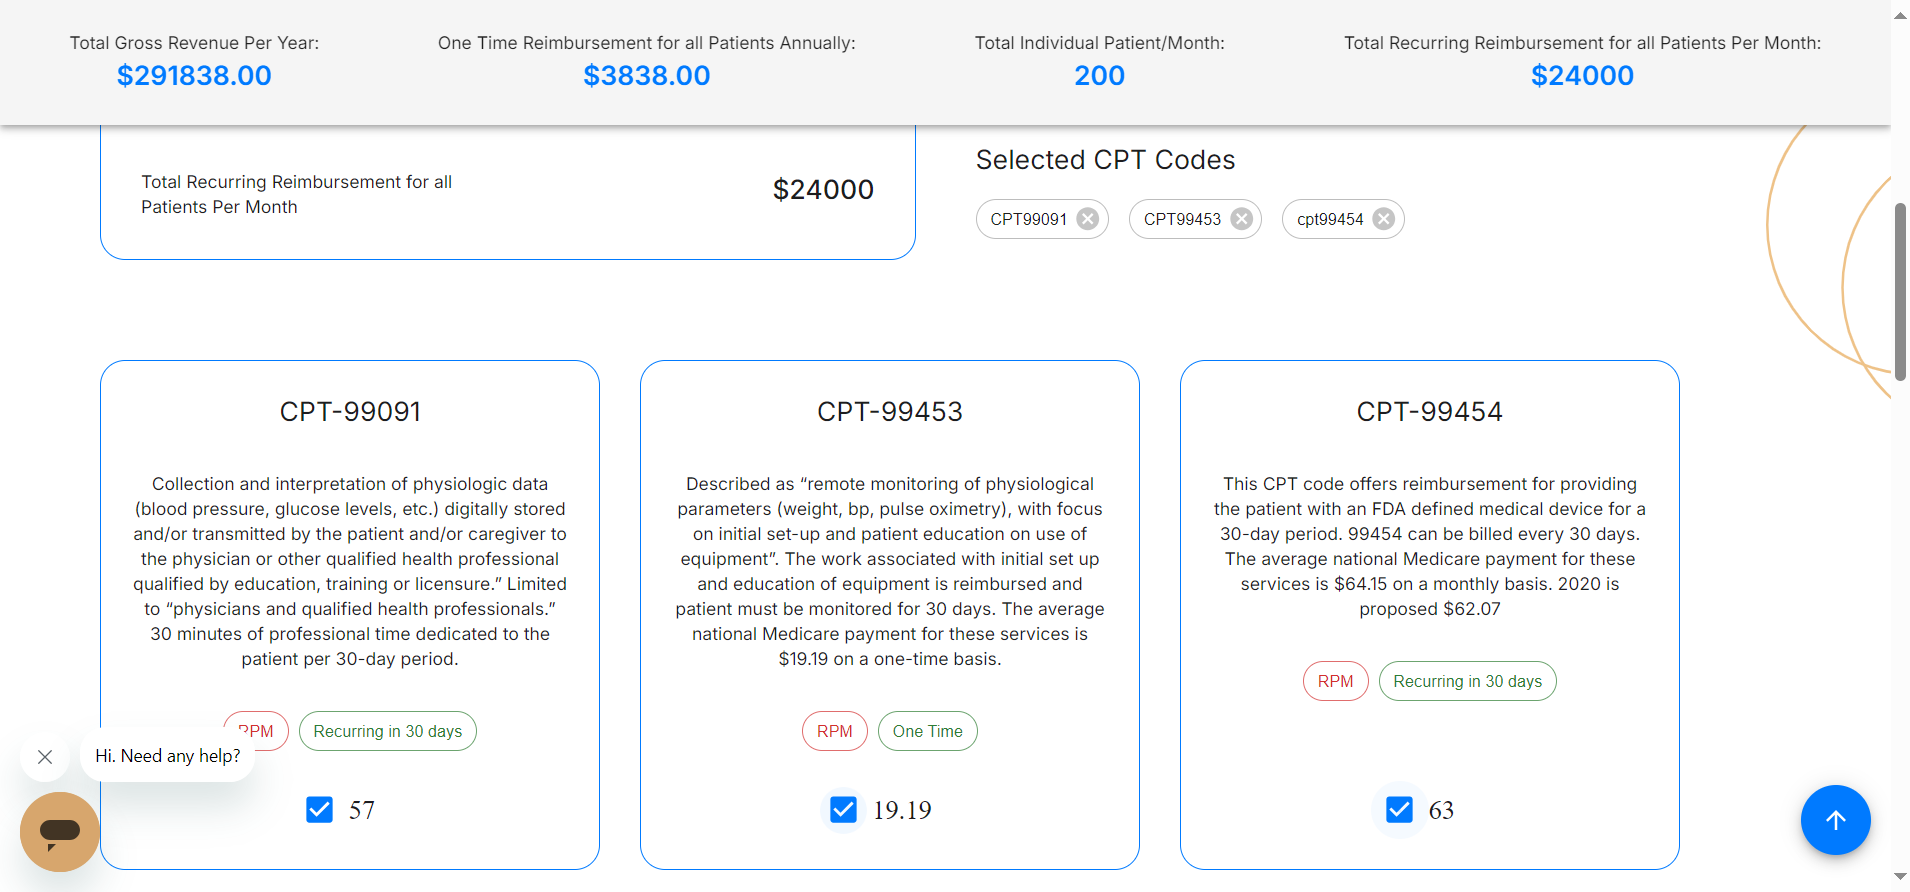 Total Gross Revenue Per Year:
$291838.00
One Time Reimbursement for all Patients Annually:
$3838.00
Total Individual Patient/Month:
200
Total Recurring Reimbursement for all Patients Per Month:
$24000
Total Recurring Reimbursement for all
Patients Per Month
$24000
Selected CPT Codes
CPT99091
CPT99453
cpt99454
CPT-99091
Collection and interpretation of physiologic data
(blood pressure, glucose levels, etc.) digitally stored
and/or transmitted by the patient and/or caregiver to
the physician or other qualified health professional
qualified by education, training or licensure.” Limited
to “physicians and qualified health professionals.”
30 minutes of professional time dedicated to the
patient per 30-day period.
RPM
Recurring in 30 days
57
CPT-99453
Described as “remote monitoring of physiological
parameters (weight, bp, pulse oximetry), with focus
on initial set-up and patient education on use of
equipment”. The work associated with initial set up
and education of equipment is reimbursed and
patient must be monitored for 30 days. The average
national Medicare payment for these services is
$19.19 on a one-time basis.
RPM
One Time
19.19
CPT-99454
This CPT code offers reimbursement for providing
the patient with an FDA defined medical device for a
30-day period. 99454 can be billed every 30 days.
The average national Medicare payment for these
services is $64.15 on a monthly basis. 2020 is
proposed $62.07
RPM
Recurring in 30 days
63
Hi. Need any help?